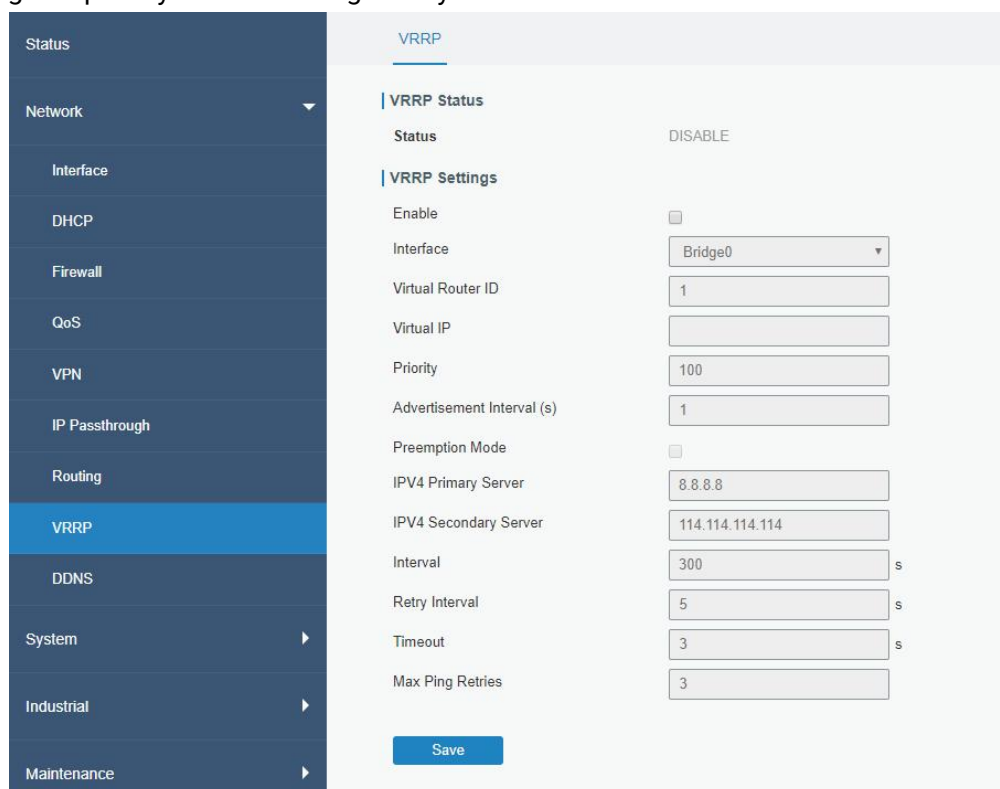 Status
Network
Interface
DHCP
Firewall
QoS
VPN
IP Passthrough
Routing
VRRP
DDNS
System
Industrial
Maintenance
VRRP
VRRP Status
Status DISABLE
VRRP Settings
Enable
Interface Bridge0
Virtual Router ID 1
Virtual IP
Priority 100
Advertisement Interval (s) 1
Preemption Mode
IPV4 Primary Server 8.8.8.8
IPV4 Secondary Server 114.114.114.114
Interval 300 s
Retry Interval 5 s
Timeout 3 s
Max Ping Retries 3
Save